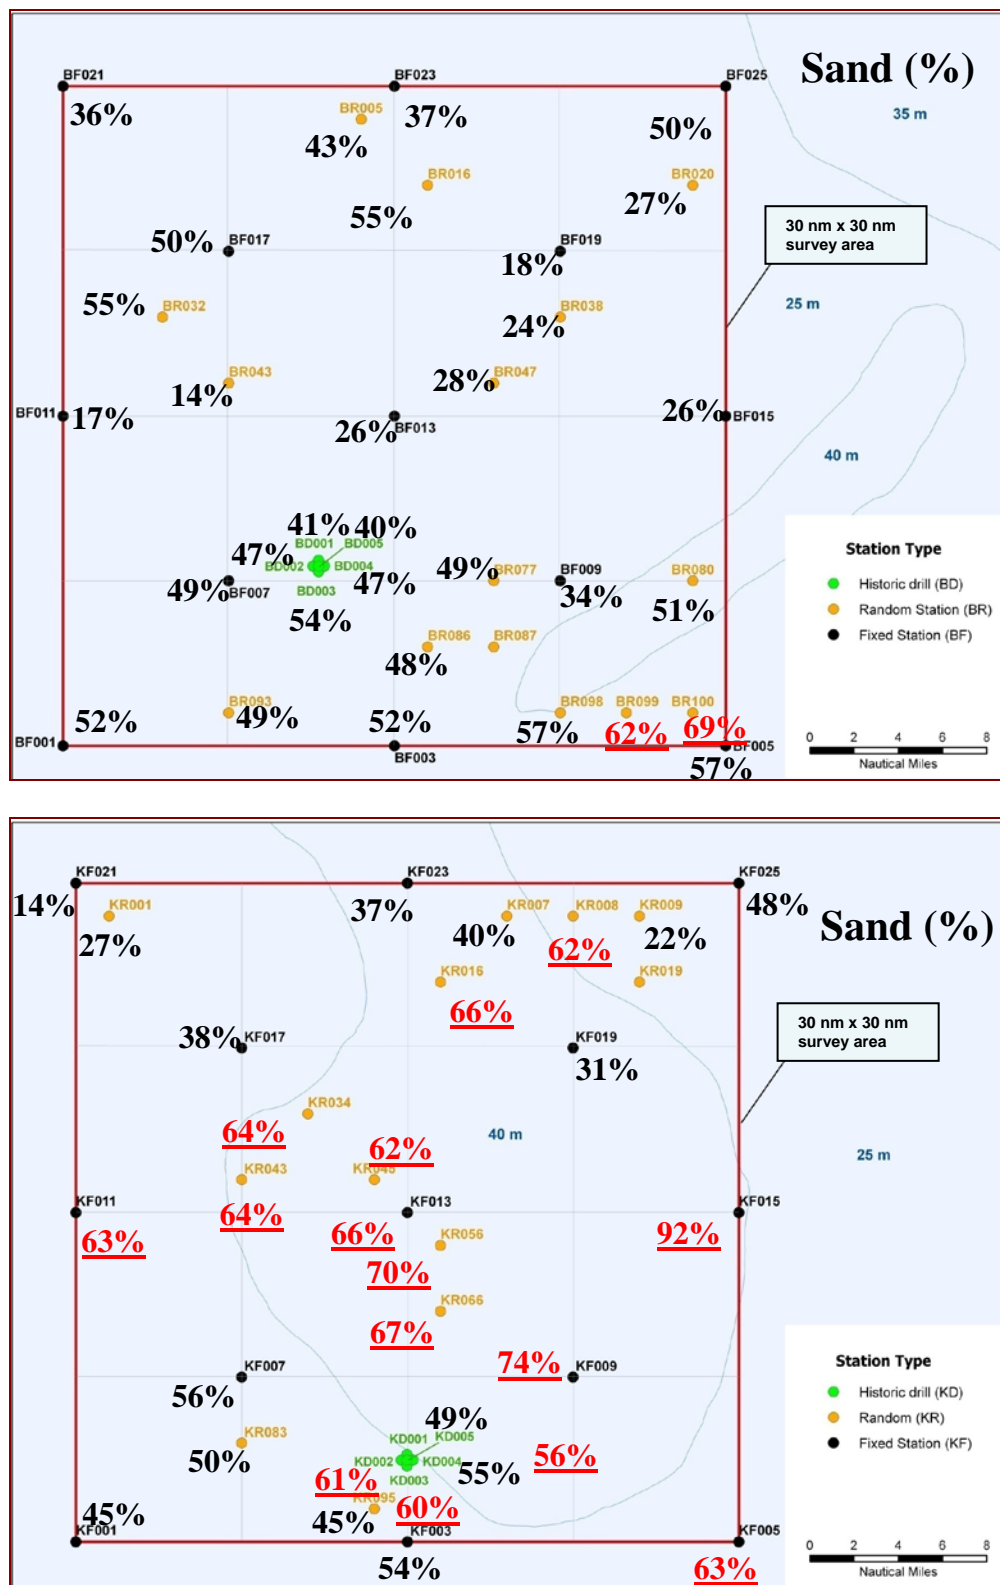 Sand (%)
BF021
BF023
BF025
36%
BR005
37%
35 m
43%
50%
BR016
BR020
55%
27%
30 nm x 30 nm
survey area
50%
BF017
BF019
18%
25 m
55%
BR032
BR038
24%
BR043
BR047
28%
14%
BF011
17%
26%
BF013
26%
BF015
40 m
41%
40%
BD001
BD005
47%
BD002
BD004
49%
BR077
BF009
BR080
49%
BF007
BD003
47%
34%
51%
54%
BR086
BR087
48%
BR093
BR098
BR099
BR100
52%
49%
52%
57%
62%
69%
BF001
BF003
BF005
57%
Station Type
Historic drill (BD)
Random Station (BR)
Fixed Station (BF)
0 2 4 6 8
Nautical Miles
KF021
KF023
KF025
14%
KR001
37%
KR007
KR008
KR009
48%
27%
40%
62%
22%
Sand (%)
KR016
KR019
66%
30 nm x 30 nm
survey area
38%
KF017
KF019
31%
KR034
64%
62%
40 m
25 m
KR043
KR045
KF011
64%
KF013
KF015
63%
66%
KR056
92%
70%
KR066
67%
KF007
74%
KF009
56%
49%
KR083
KD001
KD005
50%
KD002
KD004
55%
56%
61%
KD003
KR095
60%
45%
45%
KF001
KF003
KF005
54%
63%
Station Type
Historic drill (KD)
Random (KR)
Fixed Station (KF)
0 2 4 6 8
Nautical Miles